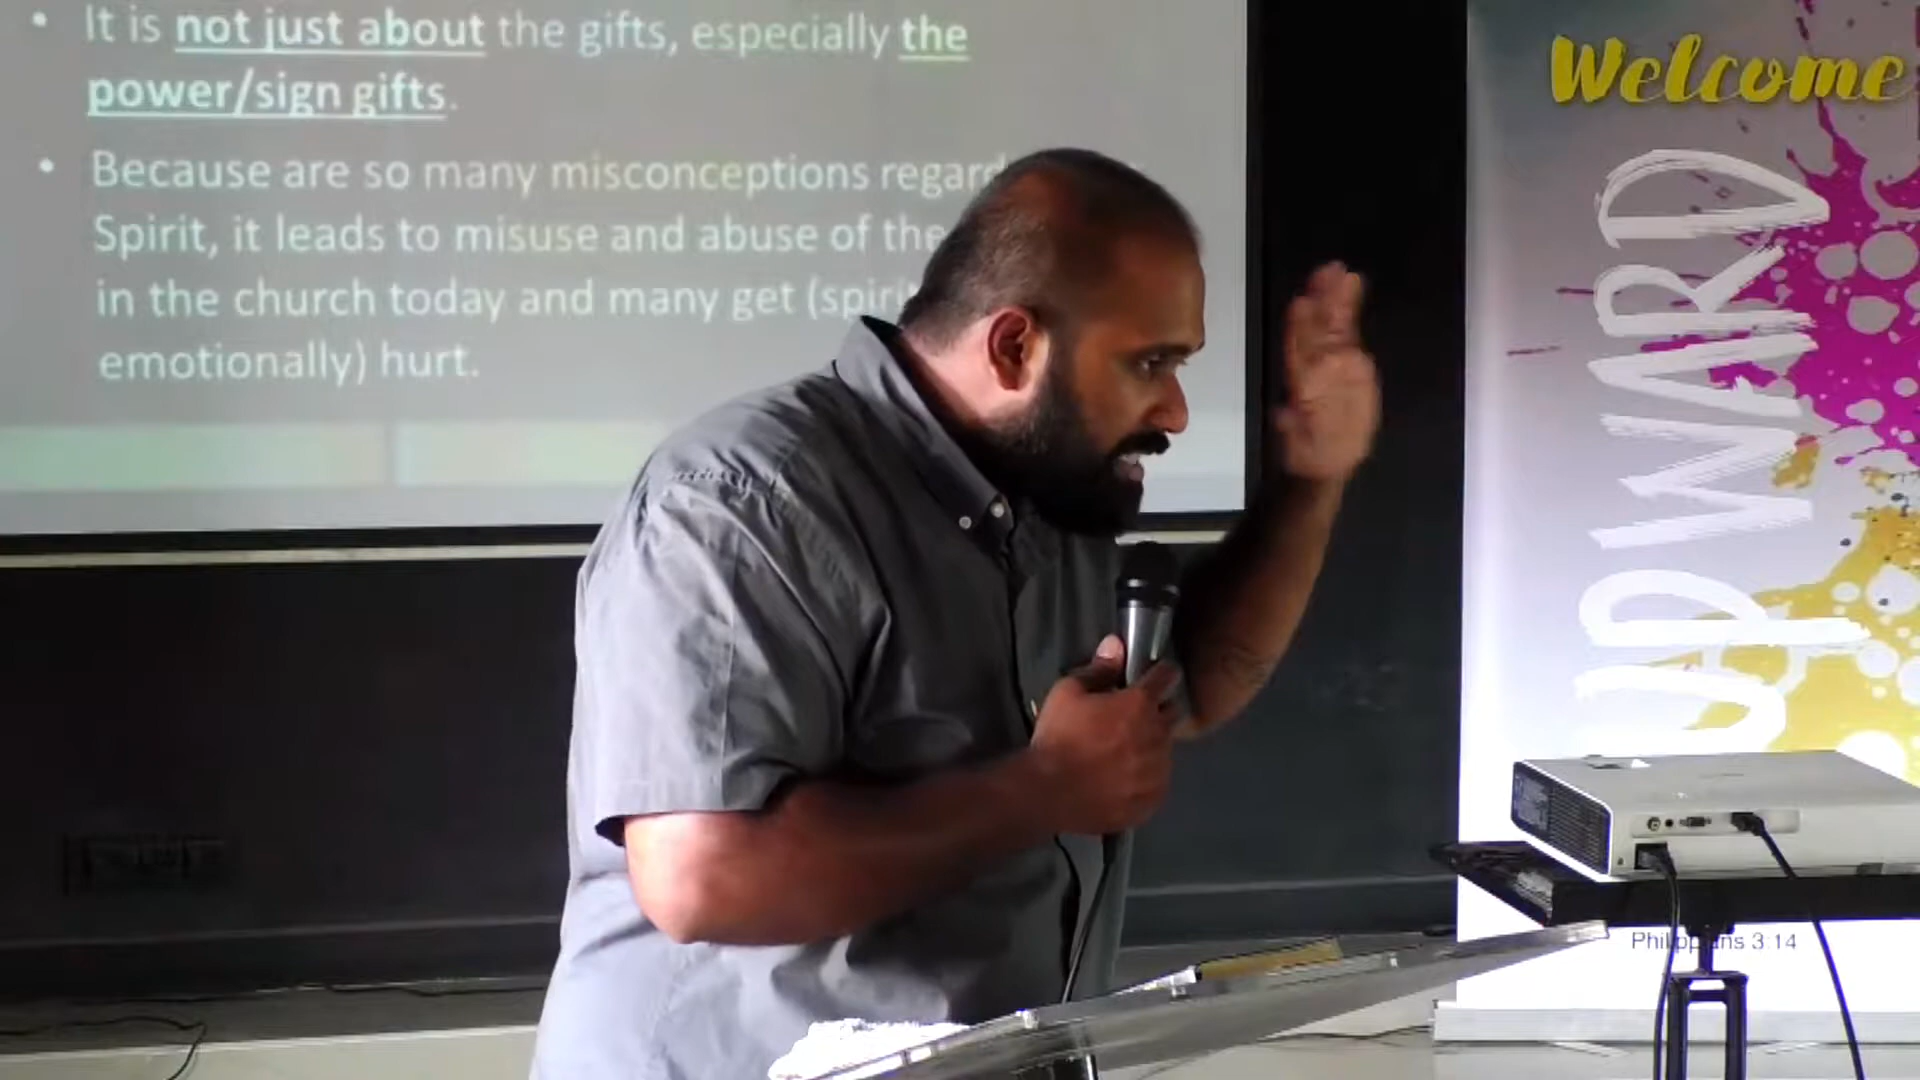 • It is not just about the gifts, especially the
power/sign gifts.
• Because are so many misconceptions
Spirit, it leads to misuse and abuse of the
in the church today and many get
emotionally) hurt.
Welcome
UPWARD
Philippians 3:14